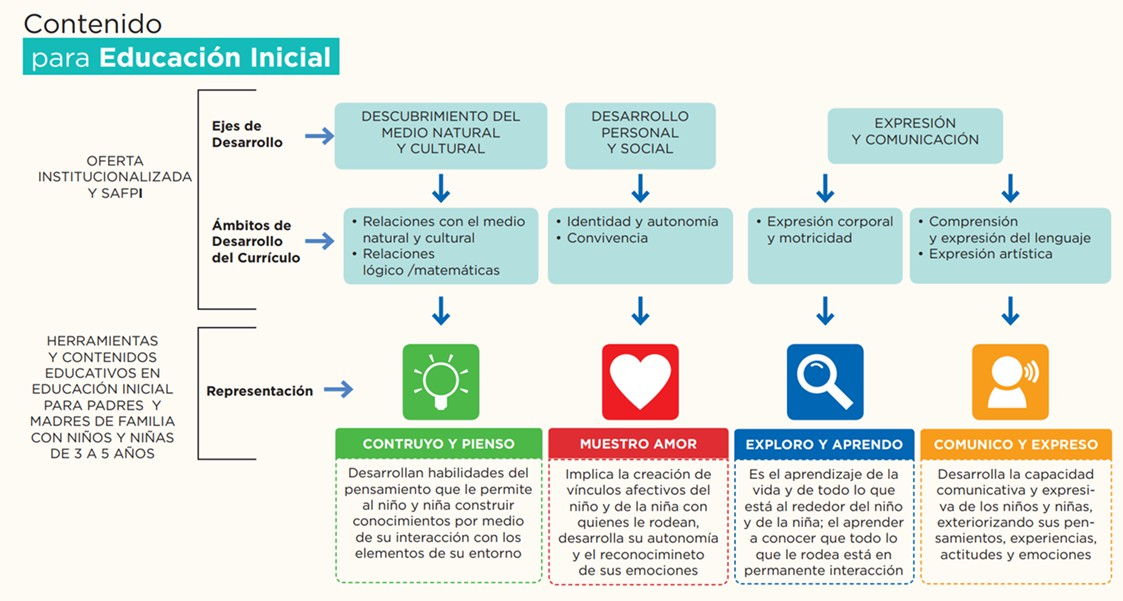 Contenido
para Educación Inicial
OFERTA
INSTITUCIONALIZADA
Y SAFPI
Ejes de
Desarrollo
DESCUBRIMIENTO DEL
MEDIO NATURAL
Y CULTURAL
DESARROLLO
PERSONAL
Y SOCIAL
EXPRESIÓN
Y COMUNICACIÓN
Ámbitos de
Desarrollo
del Currículo
• Relaciones con el medio
natural y cultural
• Relaciones
lógico /matemáticas
• Identidad y autonomía
• Convivencia
• Expresión corporal
y motricidad
• Comprensión
y expresión del lenguaje
• Expresión artística
HERRAMIENTAS
Y CONTENIDOS
EDUCATIVOS EN
EDUCACIÓN INICIAL
PARA PADRES Y
MADRES DE FAMILIA
CON NIÑOS Y NIÑAS
DE 3 A 5 AÑOS
Representación
CONTRUYO Y PIENSO
Desarrollan habilidades del
pensamiento que le permite
al niño y niña construir
conocimientos por medio
de su interacción con los
elementos de su entorno
MUESTRO AMOR
Implica la creación de
vínculos afectivos del
niño y de la niña con
quienes le rodean,
desarrolla su autonomía
y el reconocimineto
de sus emociones
EXPLORO Y APRENDO
Es el aprendizaje de la
vida y de todo lo que
está al rededor del niño
y de la niña; el aprender
a conocer que todo lo
que le rodea está en
permanente interacción
COMUNICO Y EXPRESO
Desarrolla la capacidad
comunicativa y expresi-
va de los niños y niñas,
exteriorizando sus pen-
samientos, experiencias,
actitudes y emociones